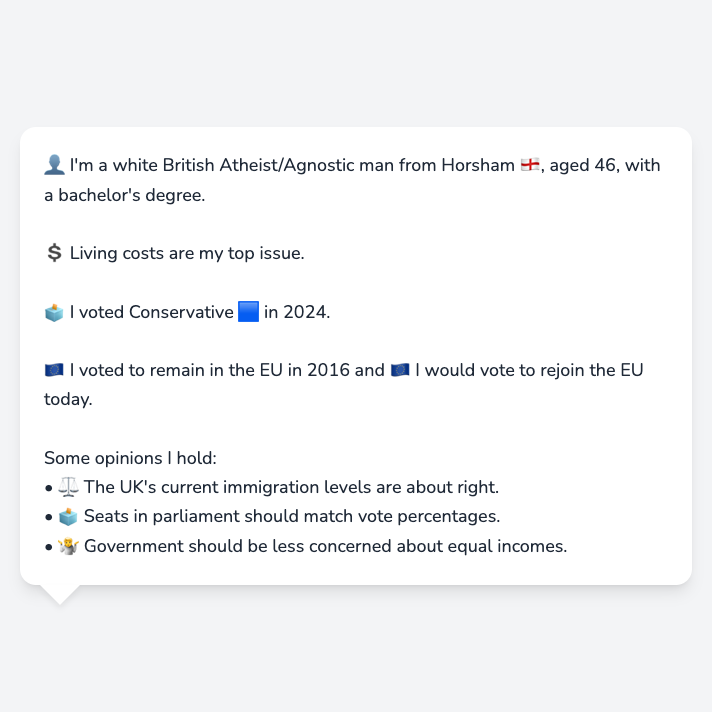 👤 I'm a white British Atheist/Agnostic man from Horsham 🏴󠁧󠁢󠁥󠁮󠁧󠁿, aged 46, with
a bachelor's degree.
💲 Living costs are my top issue.
🗳️ I voted Conservative 🟦 in 2024.
🇪🇺 I voted to remain in the EU in 2016 and 🇪🇺 I would vote to rejoin the EU
today.
Some opinions I hold:
• ⚖️ The UK's current immigration levels are about right.
• 🗳️ Seats in parliament should match vote percentages.
• 🤷 Government should be less concerned about equal incomes.